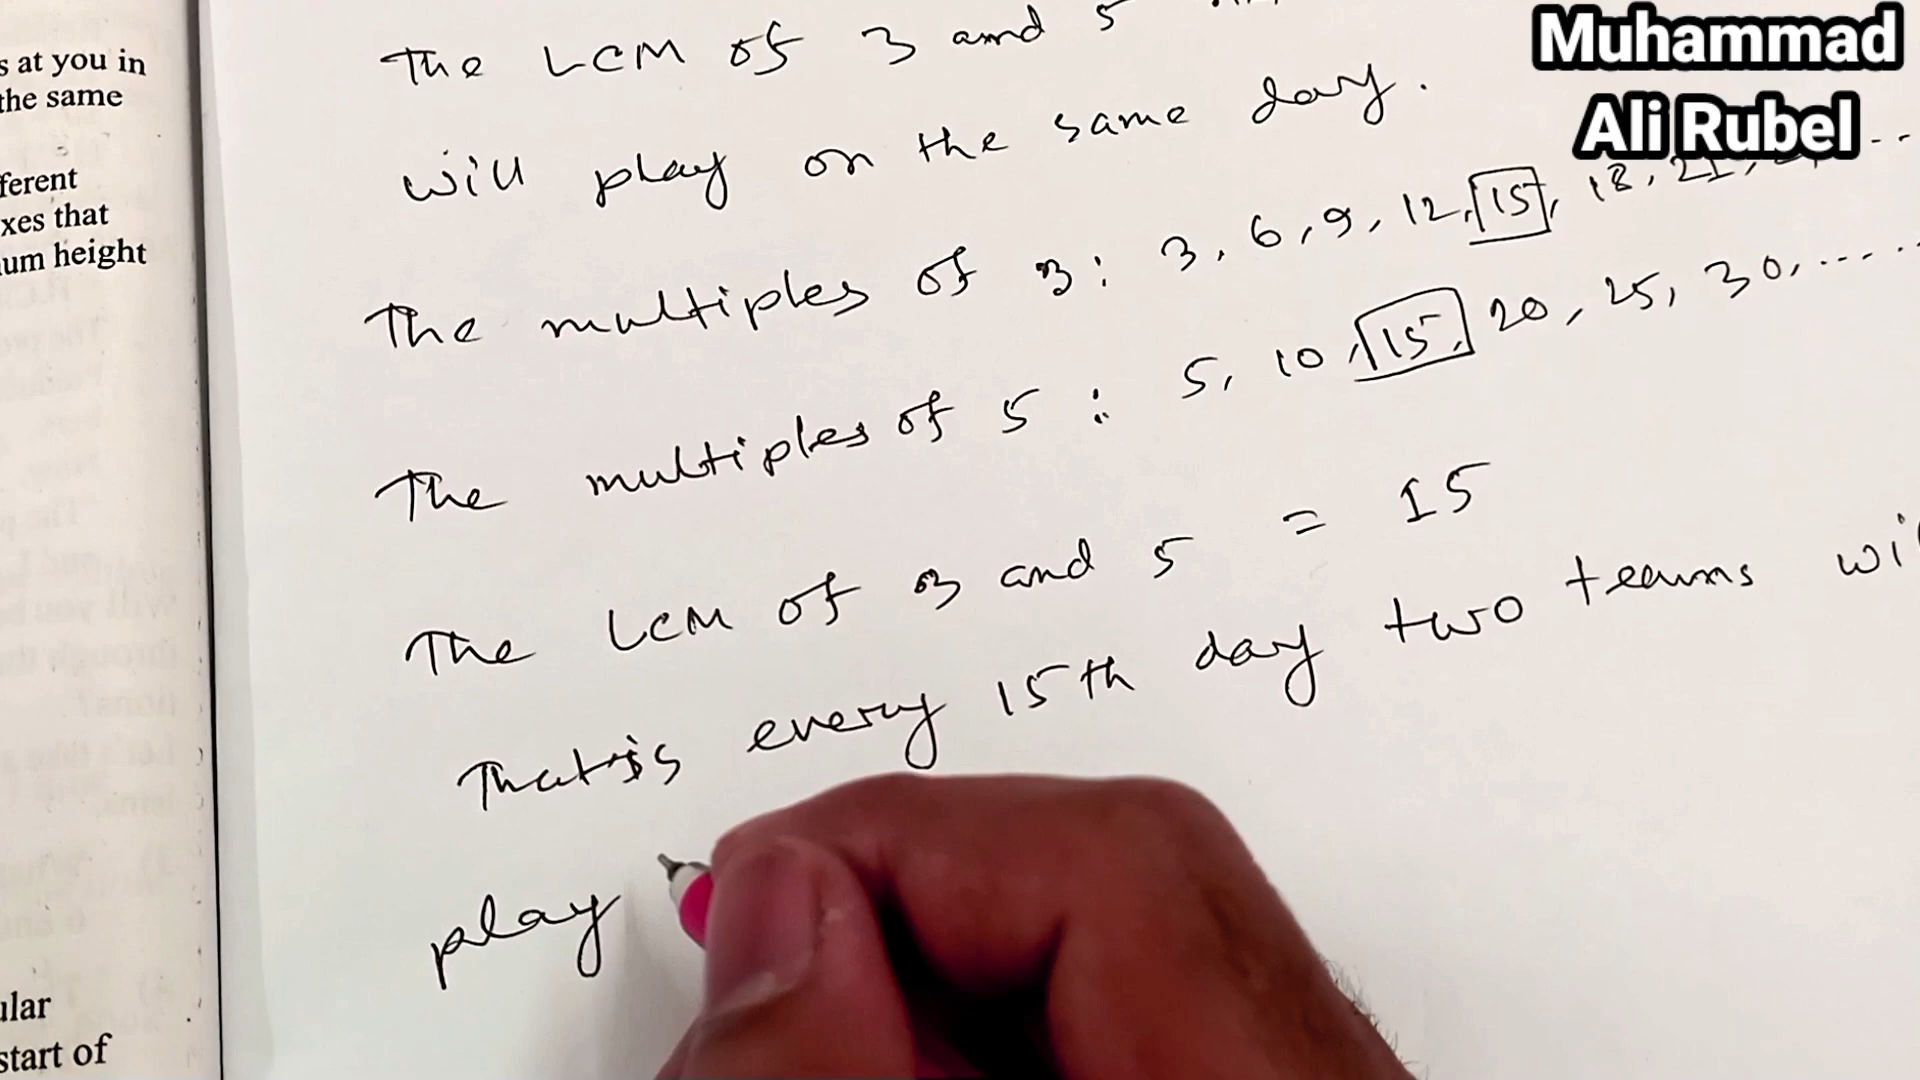 s at you in
the same
ferent
xes that
um height
ular
start of
The LCM of 3 and 5
will play on the same day.
The multiples of 3: 3, 6, 9, 12, 15, 18, 21,
The multiples of 5: 5, 10, 15, 20, 25, 30, ......
The LCM of 3 and 5 = 15
That is every 15th day two teams wi
play
Muhammad
Ali Rubel